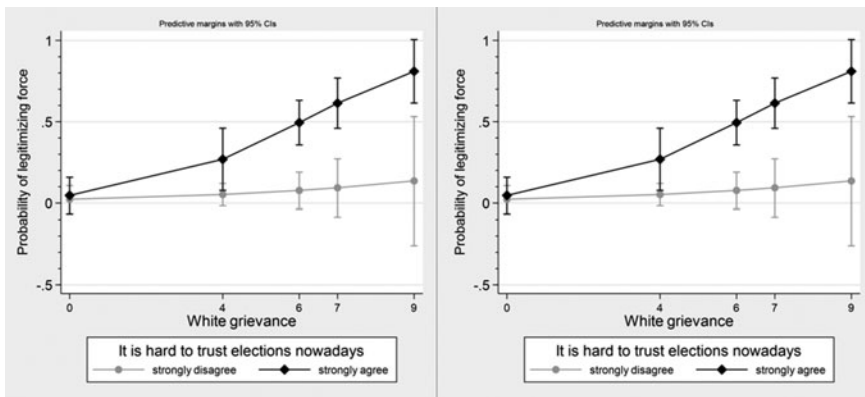 Predictive margins with 95% CIs
Probability of legitimizing force
1
.5
0
-.5
0 4 6 7 9
White grievance
It is hard to trust elections nowadays
strongly disagree strongly agree
Predictive margins with 95% CIs
Probability of legitimizing force
1
.5
0
-.5
0 4 6 7 9
White grievance
It is hard to trust elections nowadays
strongly disagree strongly agree